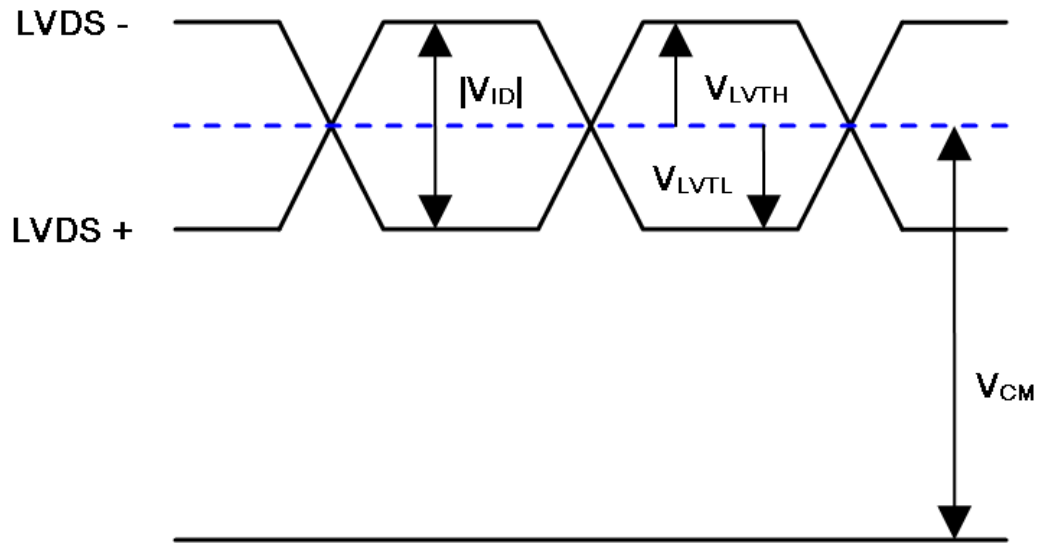 LVDS -
|VID|
VLVTH
VLVTL
LVDS +
VCM